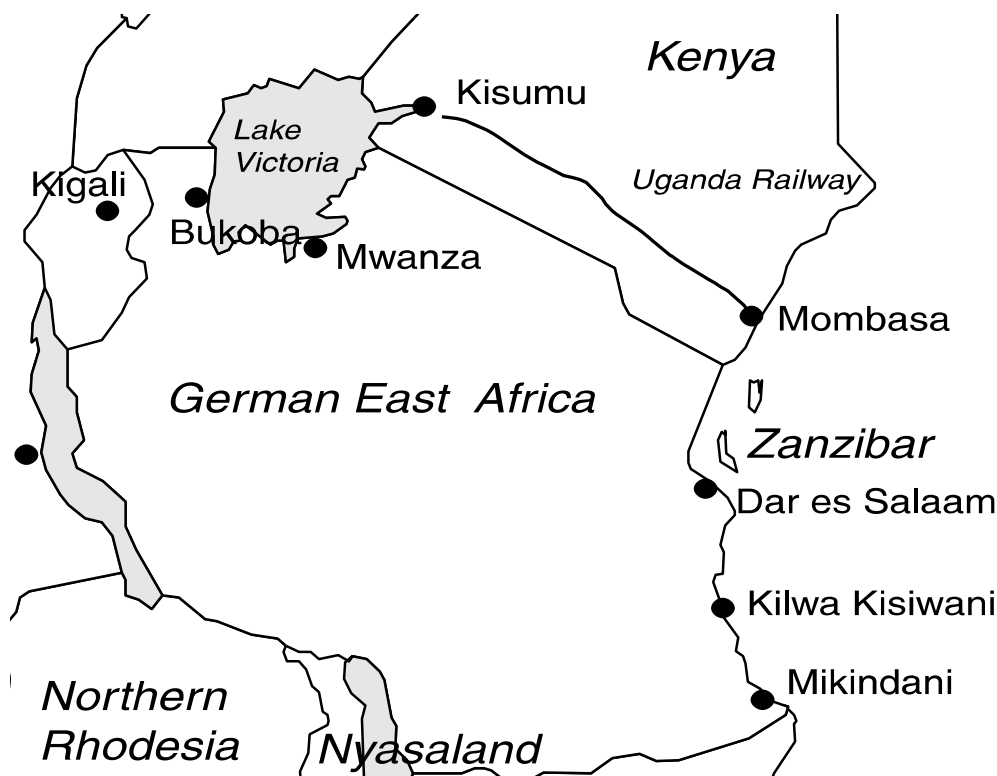 Kenya
Kisumu
Lake
Victoria
Uganda Railway
Kigali
Bukoba
Mwanza
Mombasa
German East Africa
Zanzibar
Dar es Salaam
Kilwa Kisiwani
Mikindani
Northern
Rhodesia
Nyasaland